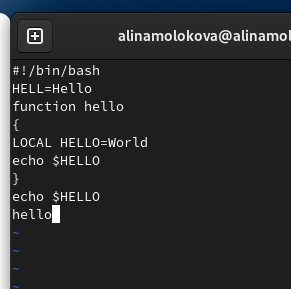 alinamolokova@alinamol
#!/bin/bash
HELL=Hello
function hello
{
LOCAL HELLO=World
echo $HELLO
}
echo $HELLO
hello
~
~
~
~